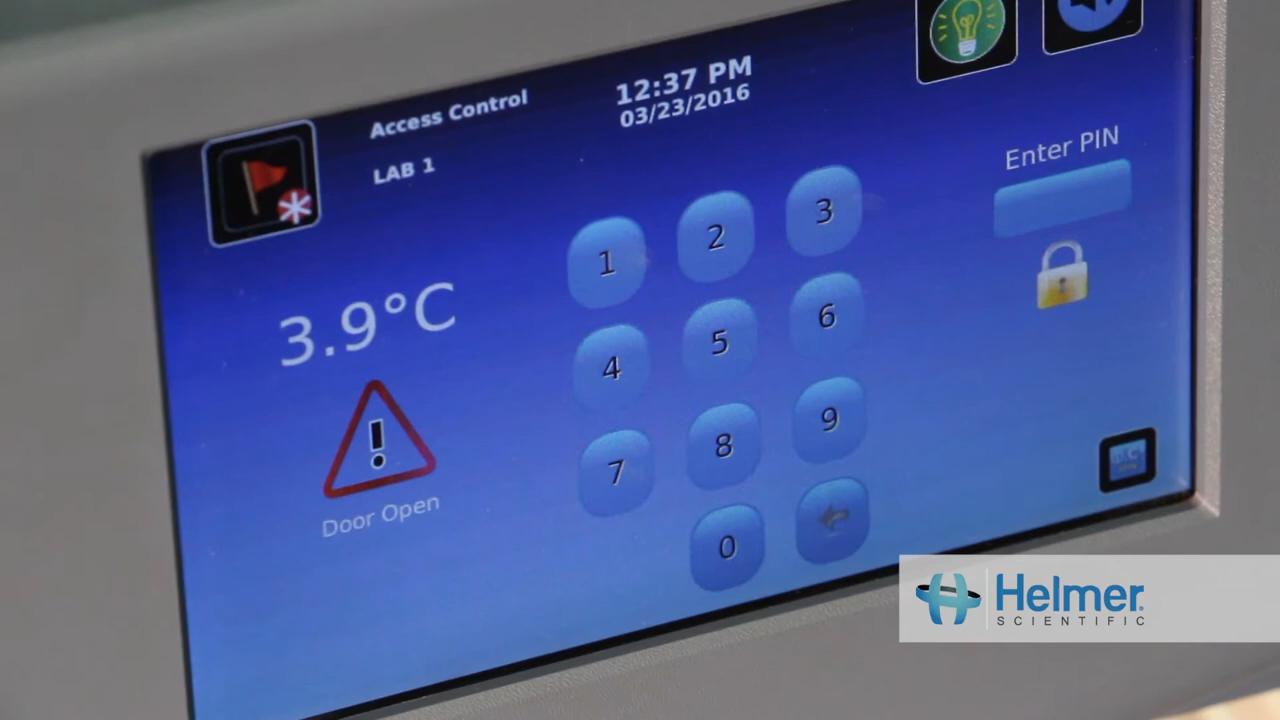 Access Control
12:37 PM
03/23/2016
LAB 1
Enter PIN
3.9°C
Door Open
1 2 3
4 5 6
7 8 9
0
Helmer
SCIENTIFIC